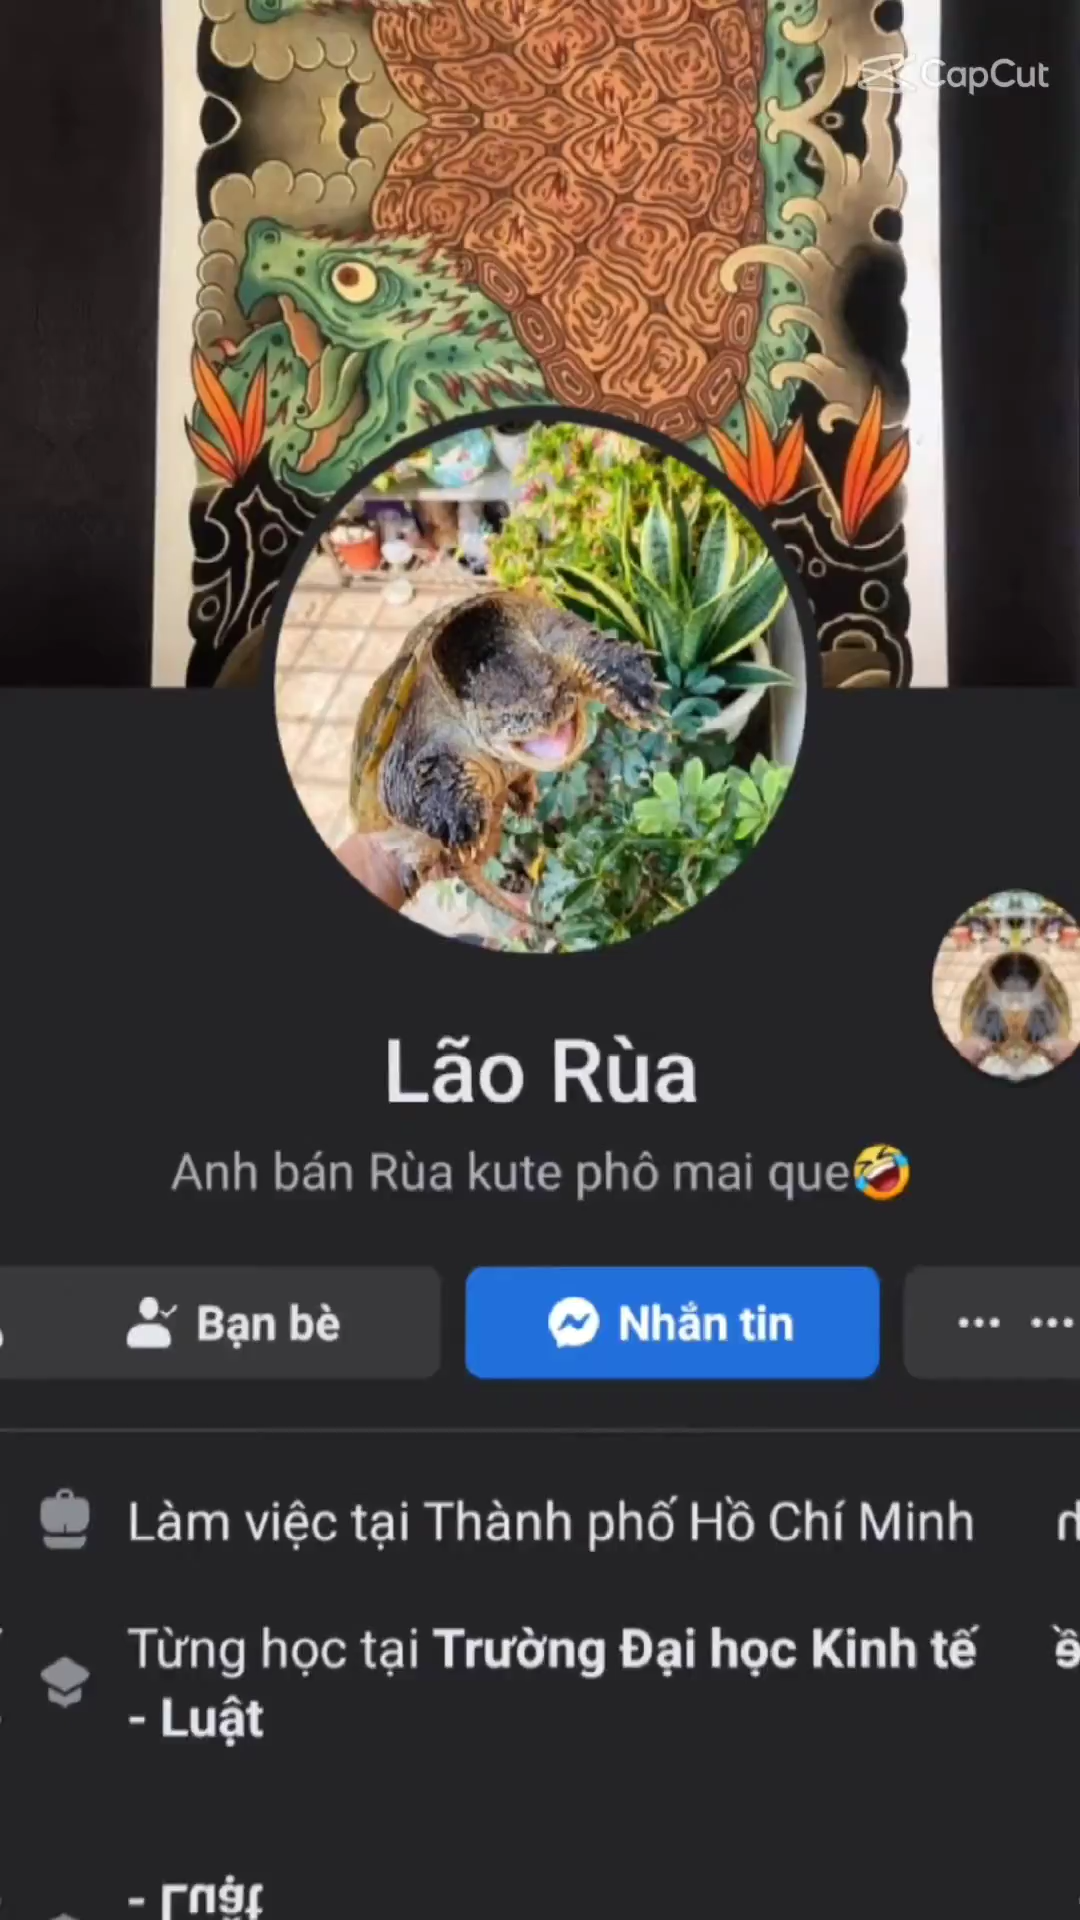 CapCut
Lão Rùa
Anh bán Rùa kute phô mai que🤣
Bạn bè
Nhắn tin
Làm việc tại Thành phố Hồ Chí Minh
Từng học tại Trường Đại học Kinh tế
- Luật